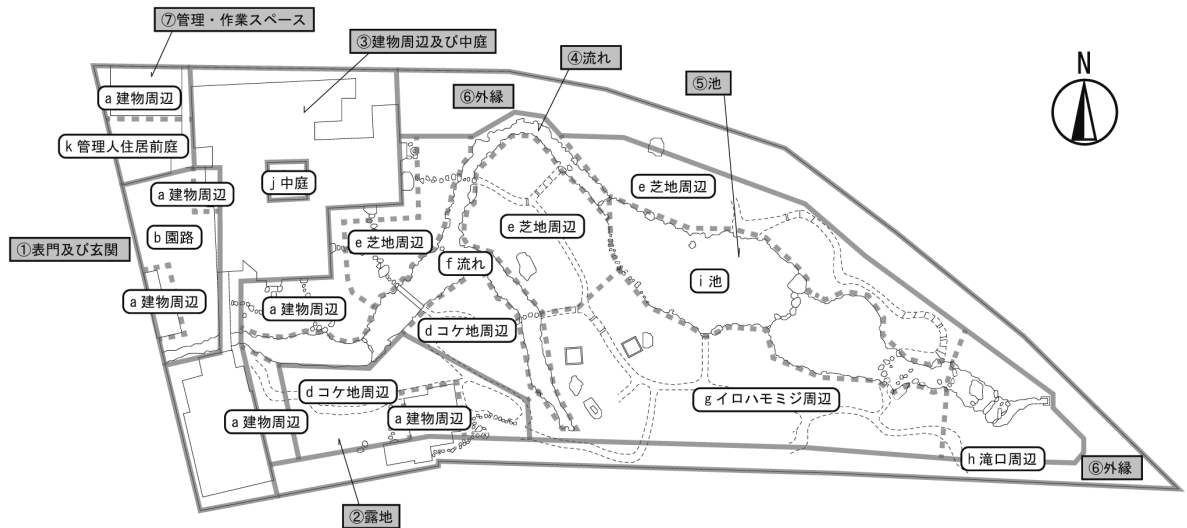 ⑦管理・作業スペース
③建物周辺及び中庭
④流れ
N
⑤池
⑥外縁
a 建物周辺
k 管理人住居前庭
j 中庭
a 建物周辺
e 芝地周辺
b 園路
e 芝地周辺
e 芝地周辺
①表門及び玄関
f 流れ
i 池
a 建物周辺
a 建物周辺
d コケ地周辺
d コケ地周辺
g イロハモミジ周辺
a 建物周辺
a 建物周辺
h 滝口周辺
⑥外縁
②露地